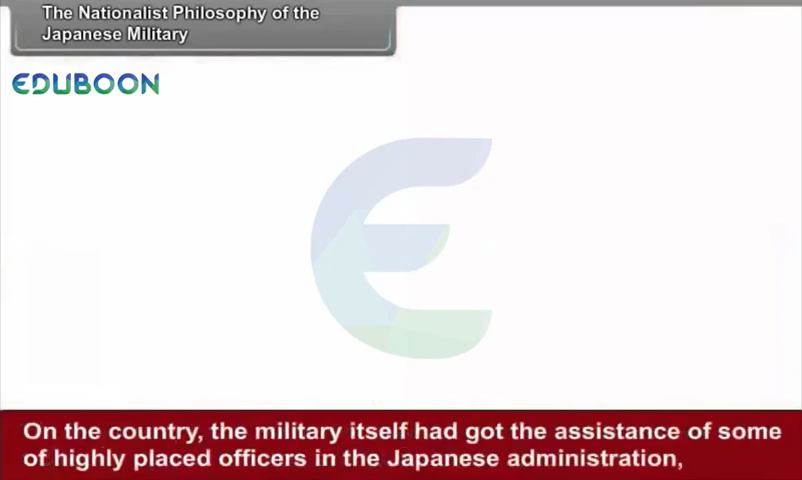 The Nationalist Philosophy of the
Japanese Military
EDUBOON
On the country, the military itself had got the assistance of some
of highly placed officers in the Japanese administration,